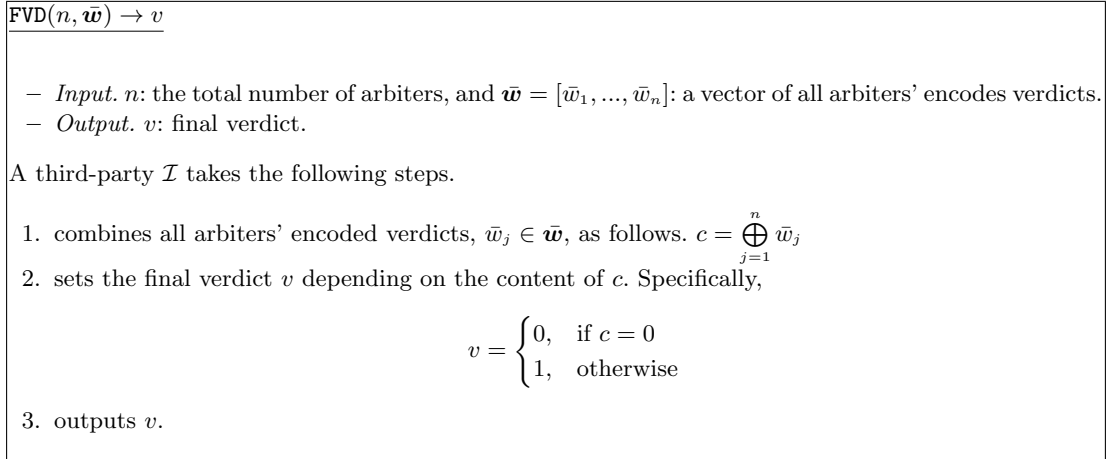 FVD(n, w̄) → v
– Input. n: the total number of arbiters, and w̄ = [w̄₁, ..., w̄ₙ]: a vector of all arbiters’ encodes verdicts.
– Output. v: final verdict.
A third-party ℐ takes the following steps.
1. combines all arbiters’ encoded verdicts, w̄ⱼ ∈ w̄, as follows. c = ⊕ⁿⱼ₌₁ w̄ⱼ
2. sets the final verdict v depending on the content of c. Specifically,
v = { 0, if c = 0
1, otherwise
3. outputs v.